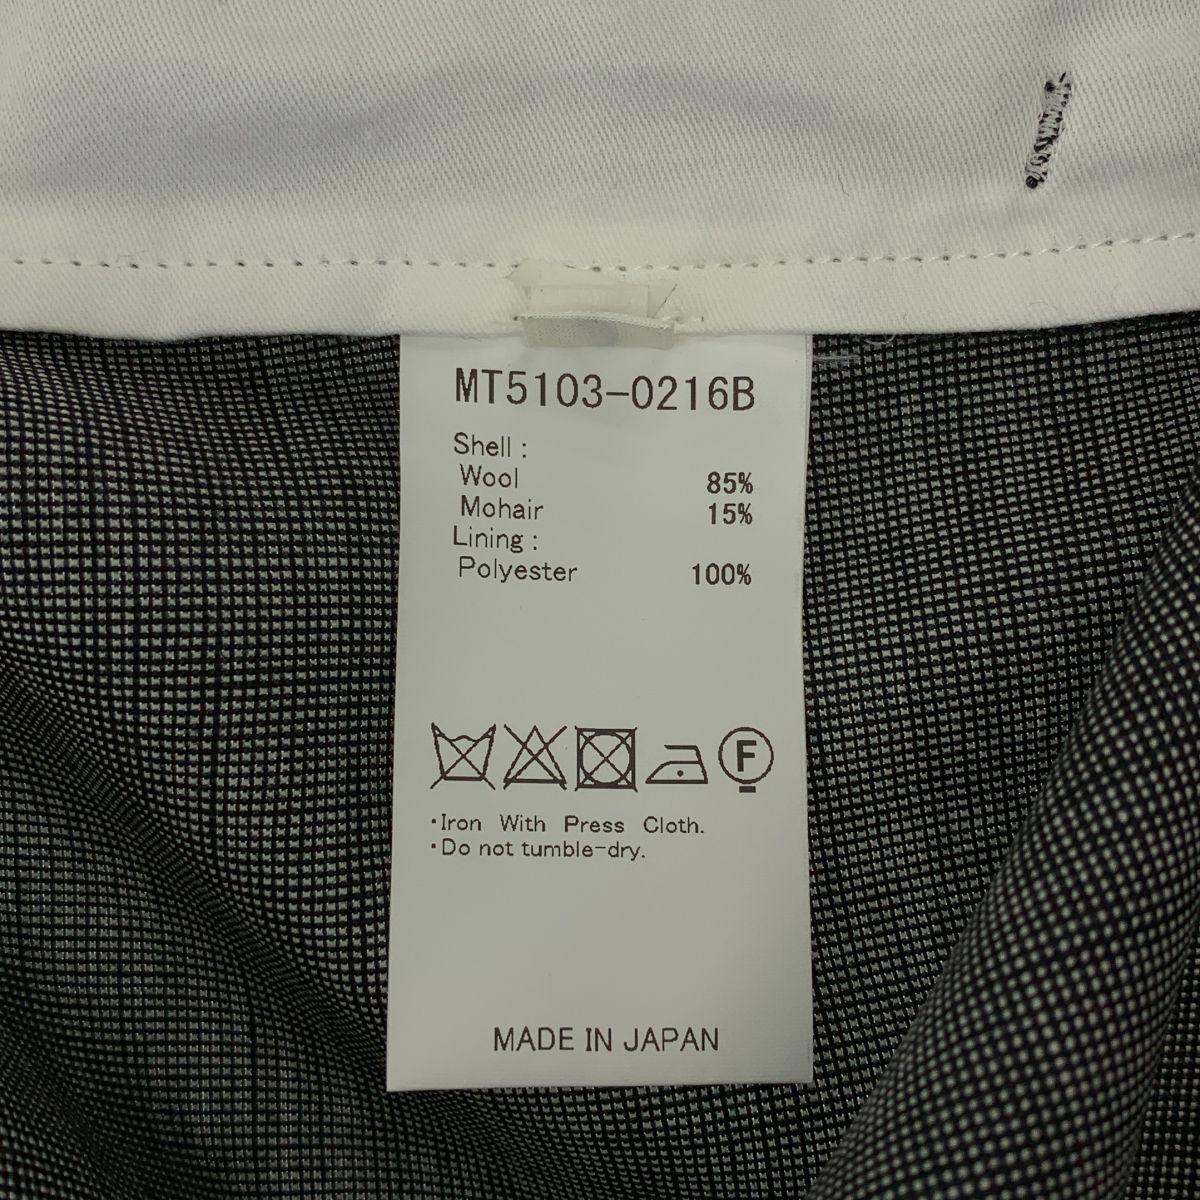 MT5103-0216B
Shell :
Wool 85%
Mohair 15%
Lining :
Polyester 100%
F
・Iron With Press Cloth.
・Do not tumble-dry.
MADE IN JAPAN